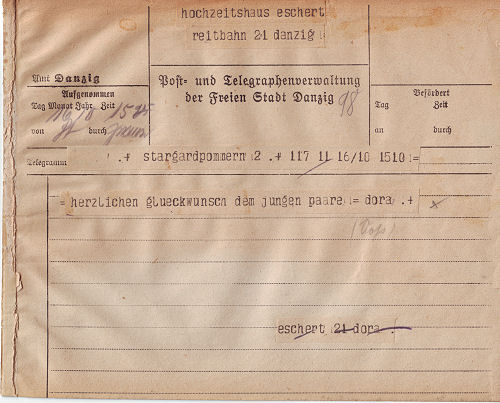 hochzeitshaus eschert
reitbahn 21 danzig
Amt Danzig
Aufgenommen
Tag Monat Jahr Zeit
16/10 1525
von durch
Post- und Telegraphenverwaltung
der Freien Stadt Danzig
98
Befördert
Tag Zeit
an durch
Telegramm
.+ stargardpommern 2 .+ 117 11 16/10 1510 =
= herzlichen glueckwunsch dem jungen paare = dora .+ x
eschert 21 dora .